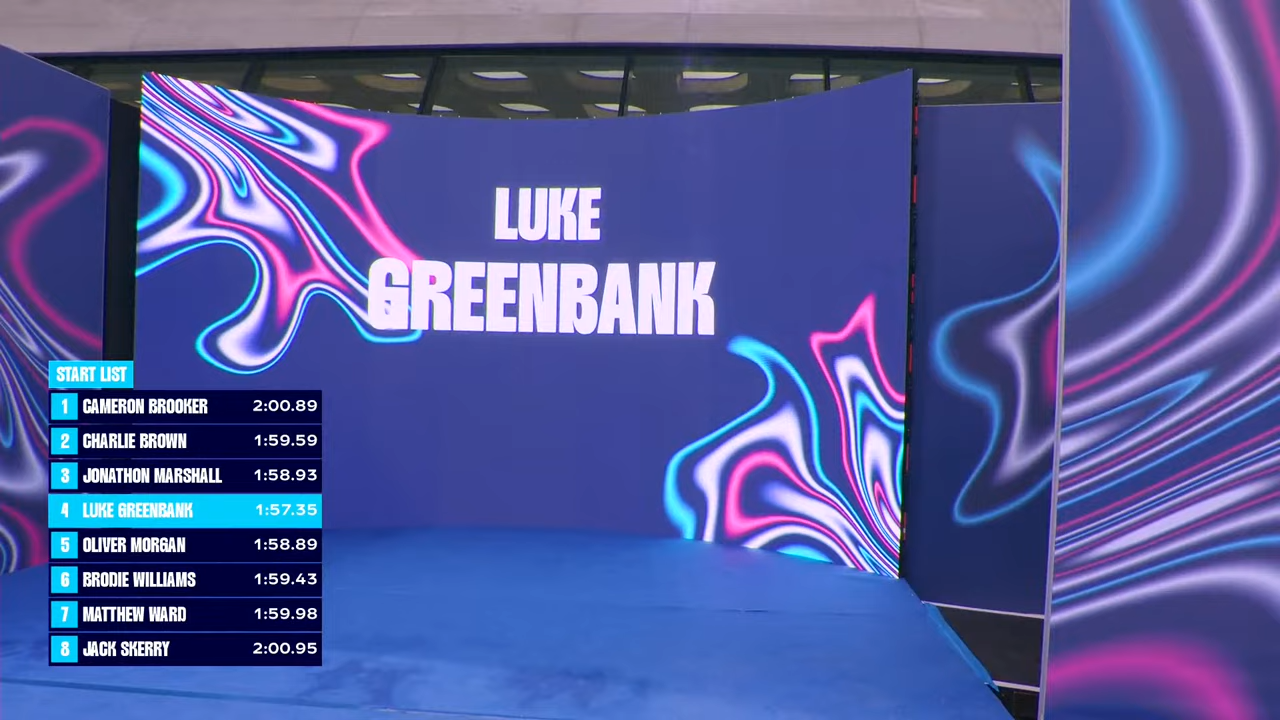 LUKE
GREENBANK
START LIST
1 CAMERON BROOKER 2:00.89
2 CHARLIE BROWN 1:59.59
3 JONATHON MARSHALL 1:58.93
4 LUKE GREENBANK 1:57.35
5 OLIVER MORGAN 1:58.89
6 BRODIE WILLIAMS 1:59.43
7 MATTHEW WARD 1:59.98
8 JACK SKERRY 2:00.95